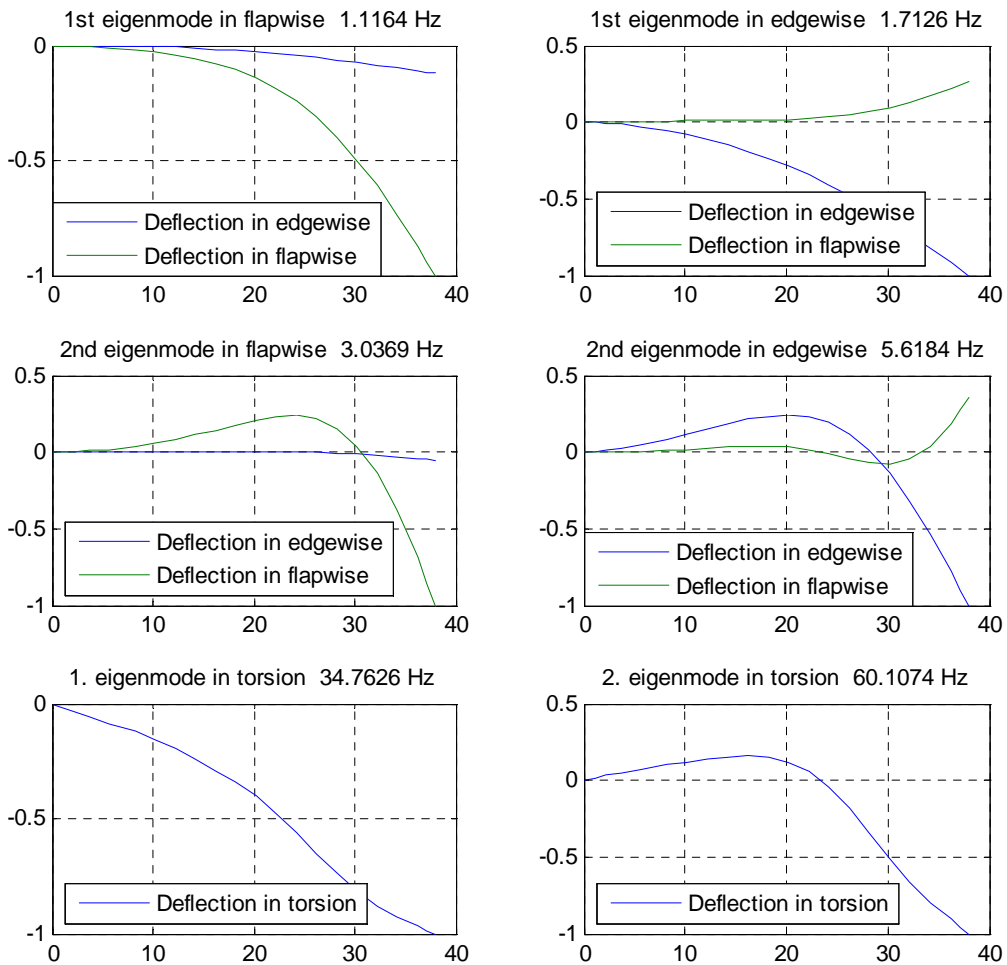 1st eigenmode in flapwise 1.1164 Hz
0
-0.5
-1
Deflection in edgewise
Deflection in flapwise
0 10 20 30 40
1st eigenmode in edgewise 1.7126 Hz
0.5
0
-0.5
-1
Deflection in edgewise
Deflection in flapwise
0 10 20 30 40
2nd eigenmode in flapwise 3.0369 Hz
0.5
0
-0.5
-1
Deflection in edgewise
Deflection in flapwise
0 10 20 30 40
2nd eigenmode in edgewise 5.6184 Hz
0.5
0
-0.5
-1
Deflection in edgewise
Deflection in flapwise
0 10 20 30 40
1. eigenmode in torsion 34.7626 Hz
0
-0.5
-1
Deflection in torsion
0 10 20 30 40
2. eigenmode in torsion 60.1074 Hz
0.5
0
-0.5
-1
Deflection in torsion
0 10 20 30 40